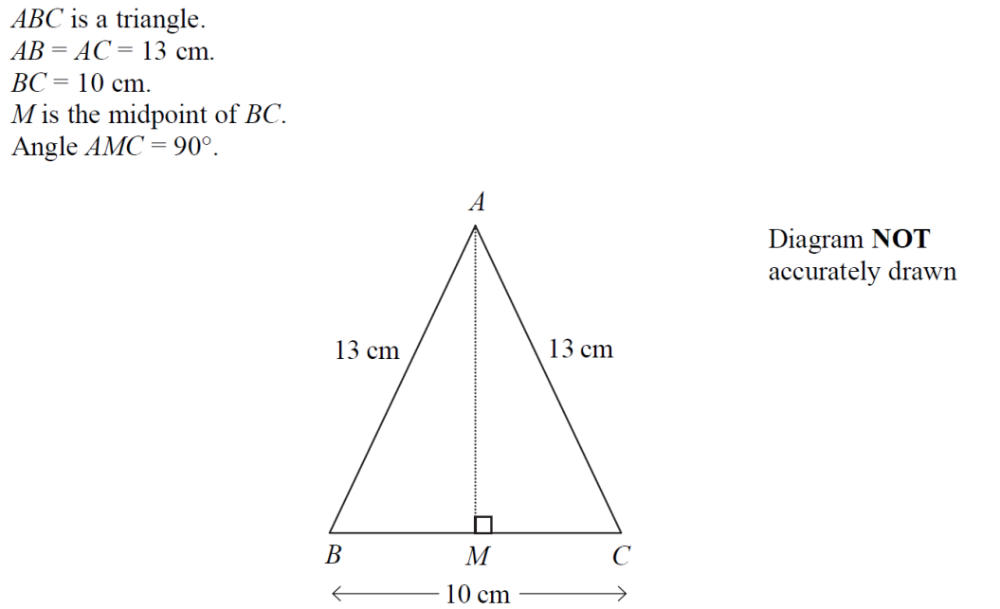 ABC is a triangle.
AB = AC = 13 cm.
BC = 10 cm.
M is the midpoint of BC.
Angle AMC = 90°.
A
Diagram NOT
accurately drawn
13 cm
13 cm
B
M
C
10 cm